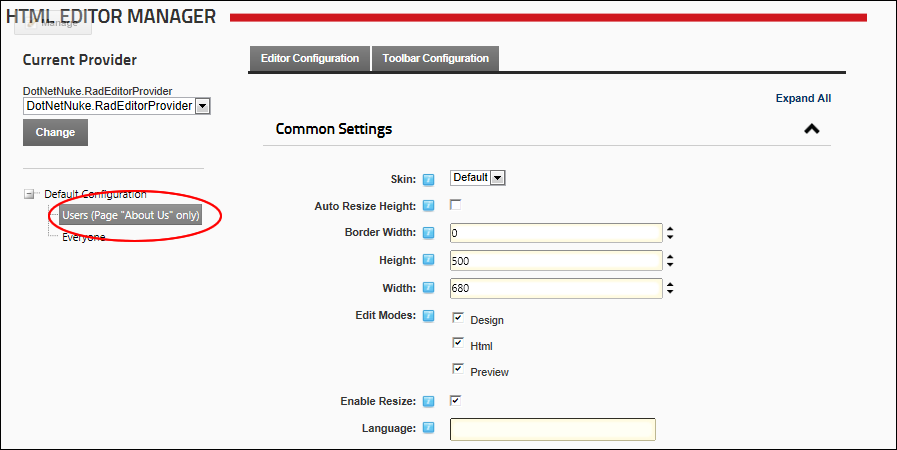 HTML EDITOR MANAGER
Manage
Current Provider
DotNetNuke.RadEditorProvider
DotNetNuke.RadEditorProvider
Change
Default Configuration
Users (Page "About Us" only)
Everyone
Editor Configuration
Toolbar Configuration
Expand All
Common Settings
Skin: Default
Auto Resize Height:
Border Width: 0
Height: 500
Width: 680
Edit Modes: Design
Html
Preview
Enable Resize:
Language: